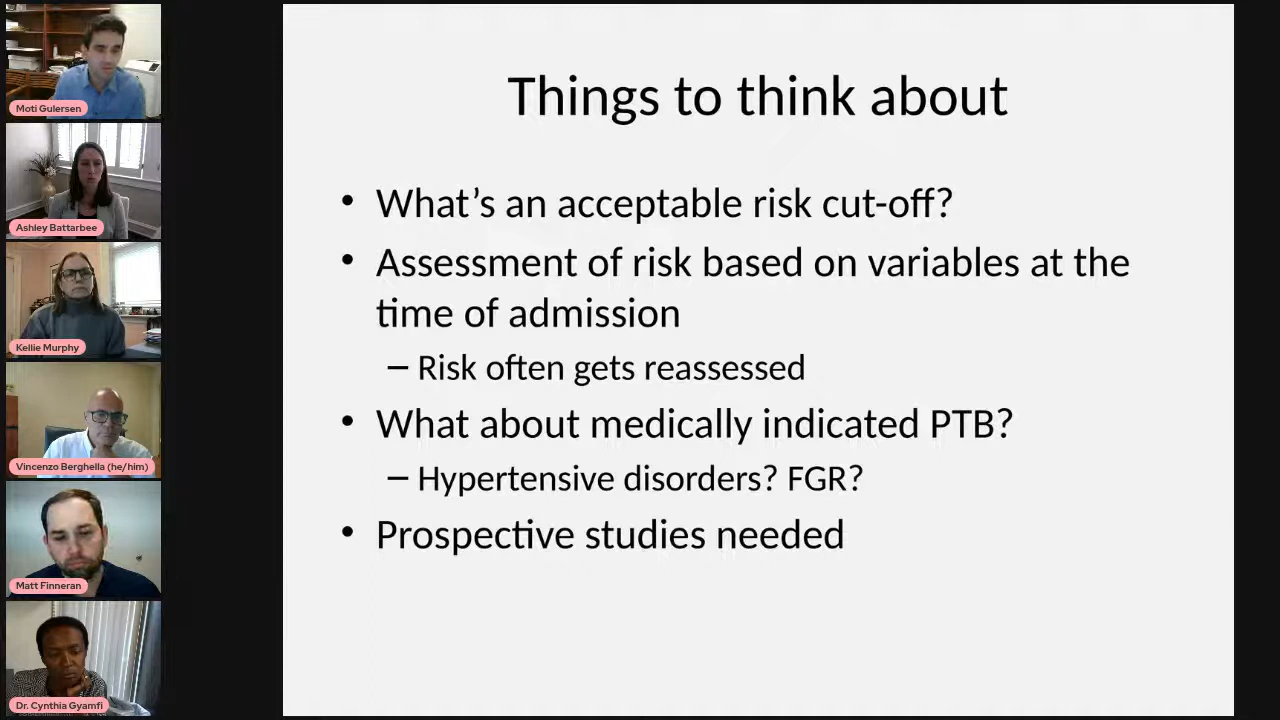 Moti Gulersen
Ashley Battarbee
Kellie Murphy
Vincenzo Berghella (he/him)
Matt Finneran
Dr. Cynthia Gyamfi
Things to think about
• What’s an acceptable risk cut-off?
• Assessment of risk based on variables at the
time of admission
– Risk often gets reassessed
• What about medically indicated PTB?
– Hypertensive disorders? FGR?
• Prospective studies needed